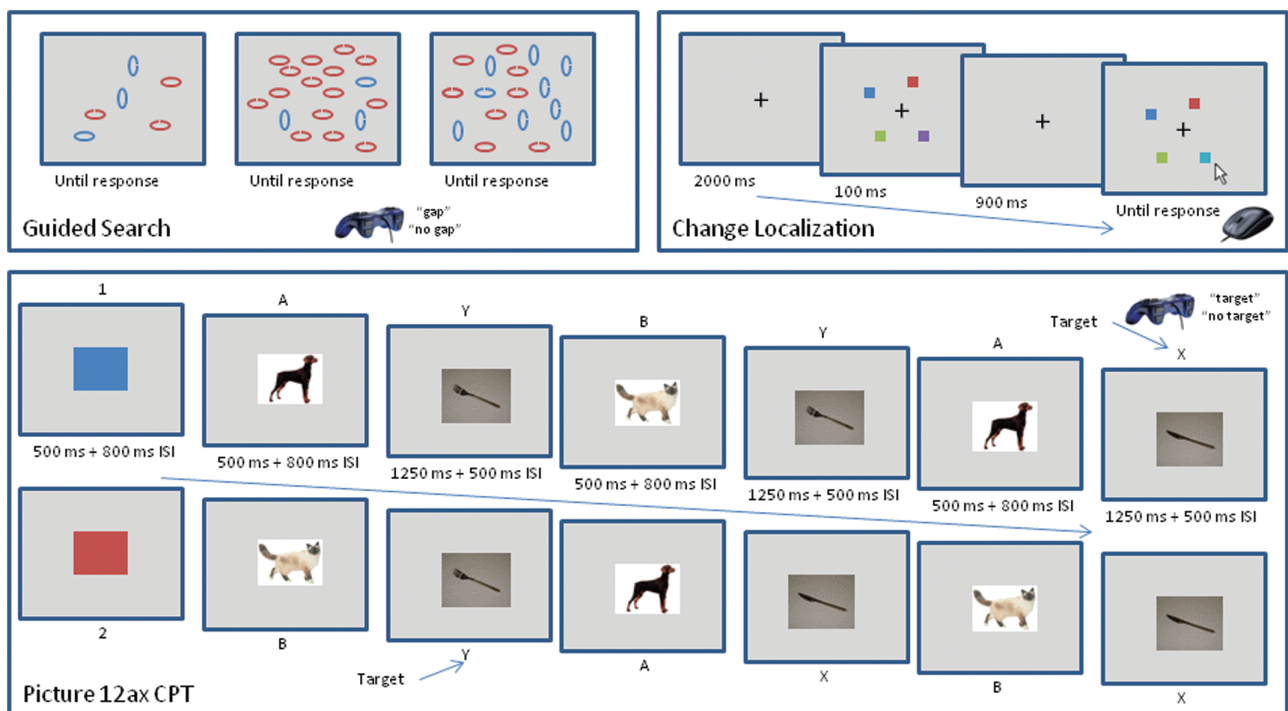 Until response
Until response
Until response
"gap"
"no gap"
Guided Search
2000 ms
100 ms
900 ms
Until response
Change Localization
1
A
Y
B
Y
A
Target
"target"
"no target"
X
500 ms + 800 ms ISI
500 ms + 800 ms ISI
1250 ms + 500 ms ISI
500 ms + 800 ms ISI
1250 ms + 500 ms ISI
500 ms + 800 ms ISI
1250 ms + 500 ms ISI
2
B
Target
Y
A
X
B
X
Picture 12ax CPT